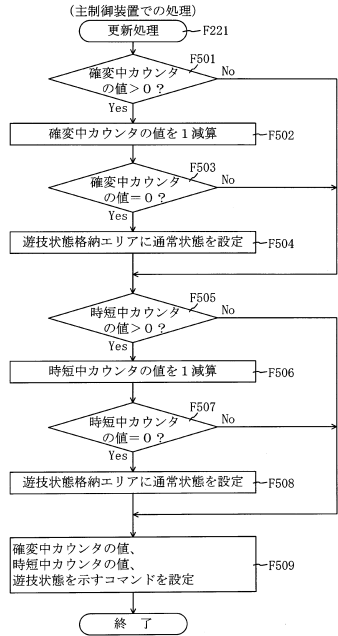 (主制御装置での処理)
更新処理
F221
F501
確変中カウンタ
の値>0?
No
Yes
確変中カウンタの値を1減算
F502
F503
確変中カウンタ
の値=0?
No
Yes
遊技状態格納エリアに通常状態を設定
F504
F505
時短中カウンタ
の値>0?
No
Yes
時短中カウンタの値を1減算
F506
F507
時短中カウンタ
の値=0?
No
Yes
遊技状態格納エリアに通常状態を設定
F508
確変中カウンタの値、
時短中カウンタの値、
遊技状態を示すコマンドを設定
F509
終 了